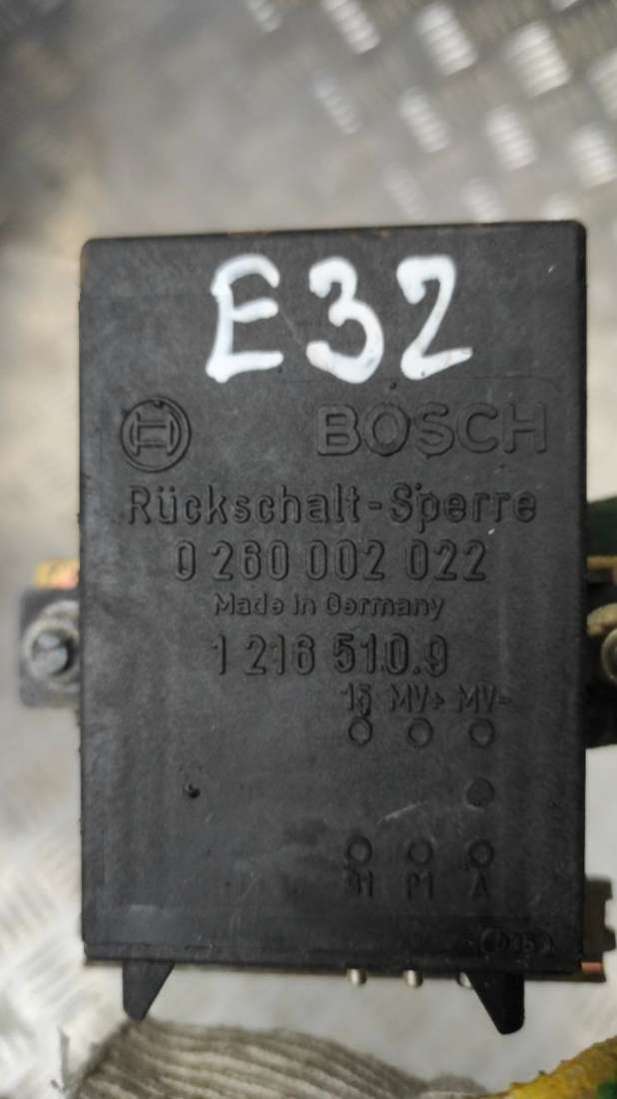 E32
BOSCH
Rückschalt-Sperre
0 260 002 022
Made in Germany
1 216 510.9
15 MV+ MV-
31 P1 A